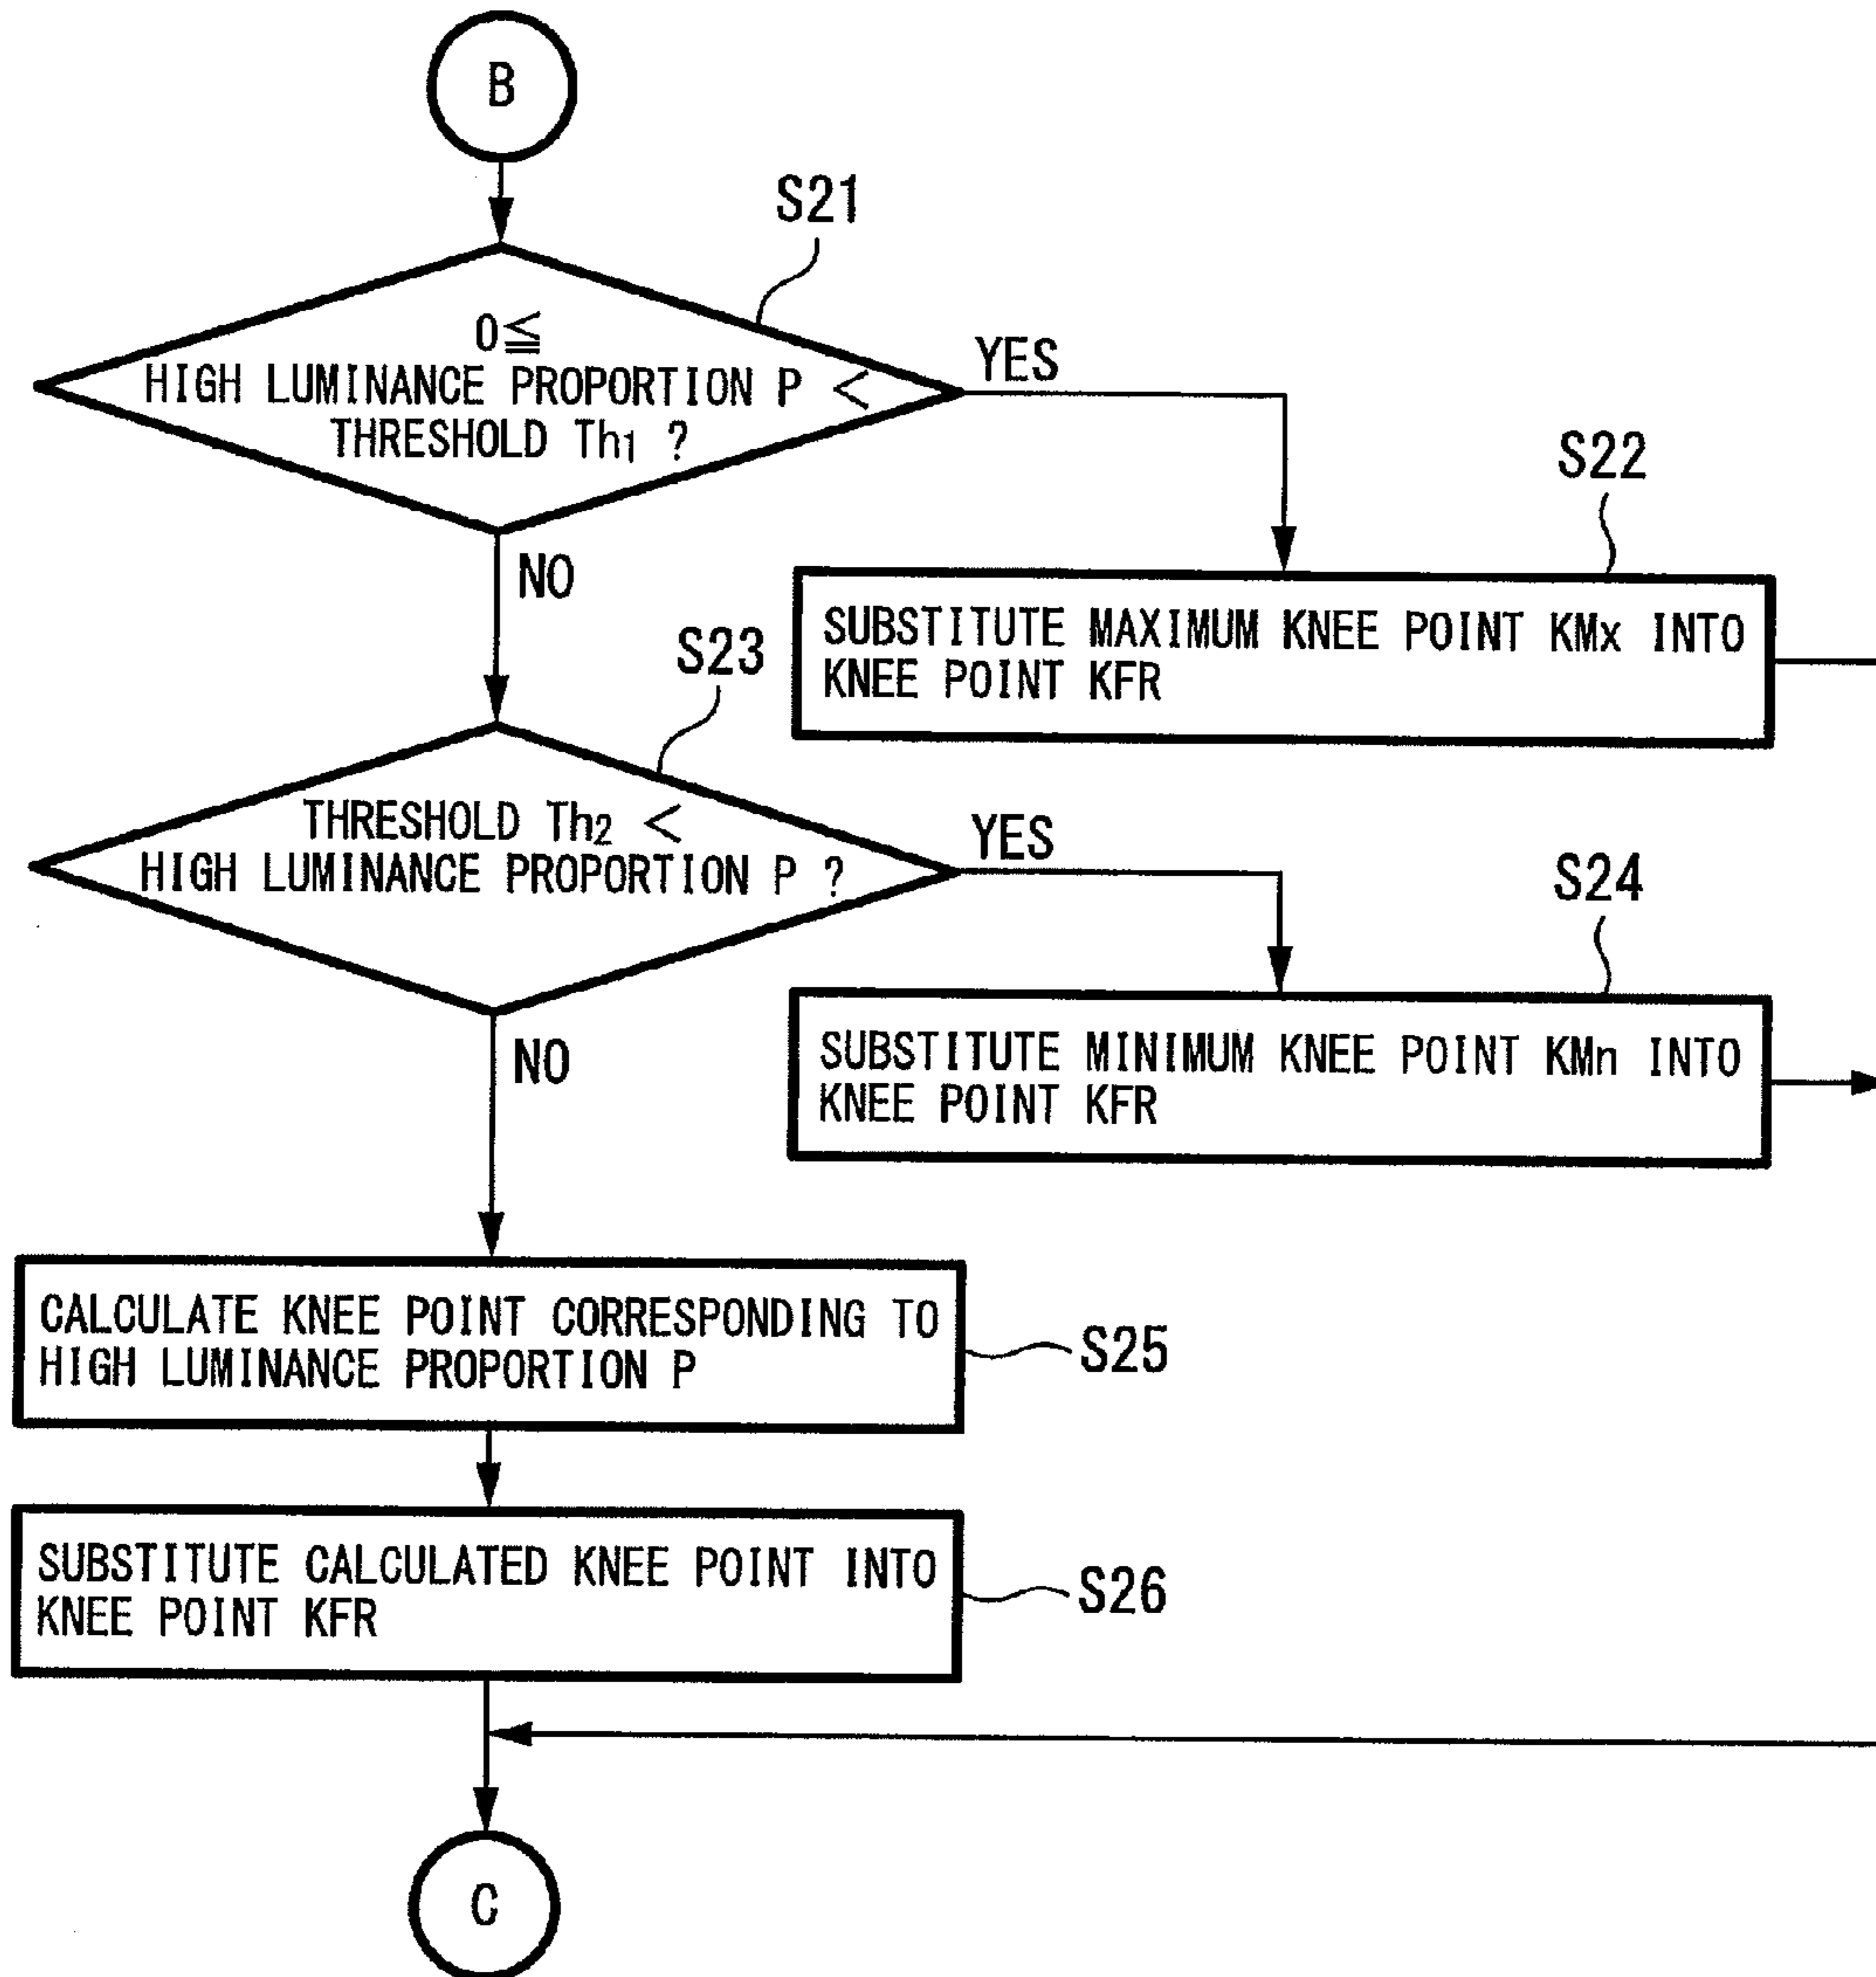 B
S21
0≦
HIGH LUMINANCE PROPORTION P <
THRESHOLD Th1 ?
YES
NO
S22
SUBSTITUTE MAXIMUM KNEE POINT KMx INTO
KNEE POINT KFR
S23
THRESHOLD Th2 <
HIGH LUMINANCE PROPORTION P ?
YES
NO
S24
SUBSTITUTE MINIMUM KNEE POINT KMn INTO
KNEE POINT KFR
CALCULATE KNEE POINT CORRESPONDING TO
HIGH LUMINANCE PROPORTION P
S25
SUBSTITUTE CALCULATED KNEE POINT INTO
KNEE POINT KFR
S26
C